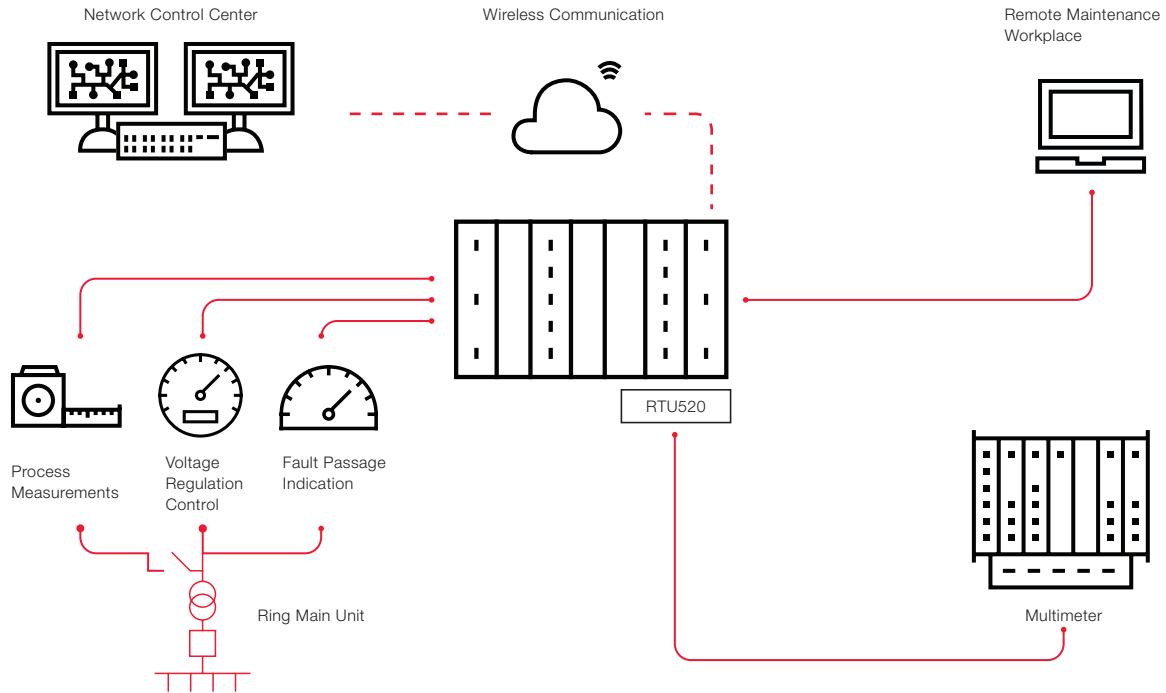 Network Control Center
Wireless Communication
Remote Maintenance
Workplace
RTU520
Process
Measurements
Voltage
Regulation
Control
Fault Passage
Indication
Ring Main Unit
Multimeter